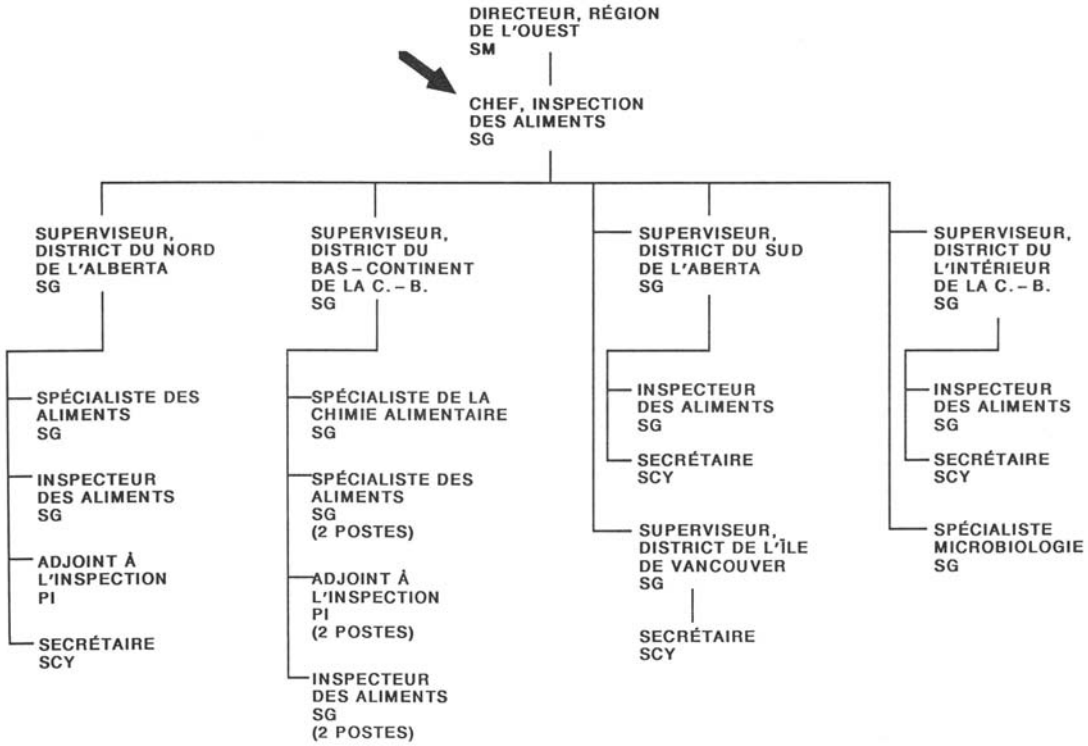 DIRECTEUR, RÉGION
DE L'OUEST
SM
CHEF, INSPECTION
DES ALIMENTS
SG
SUPERVISEUR,
DISTRICT DU NORD
DE L'ALBERTA
SG
SPÉCIALISTE DES
ALIMENTS
SG
INSPECTEUR
DES ALIMENTS
SG
ADJOINT À
L'INSPECTION
PI
SECRÉTAIRE
SCY
SUPERVISEUR,
DISTRICT DU
BAS-CONTINENT
DE LA C.-B.
SG
SPÉCIALISTE DE LA
CHIMIE ALIMENTAIRE
SG
SPÉCIALISTE DES
ALIMENTS
SG
(2 POSTES)
ADJOINT À
L'INSPECTION
PI
(2 POSTES)
INSPECTEUR
DES ALIMENTS
SG
(2 POSTES)
SUPERVISEUR,
DISTRICT DU SUD
DE L'ABERTA
SG
INSPECTEUR
DES ALIMENTS
SG
SECRÉTAIRE
SCY
SUPERVISEUR,
DISTRICT DE L'ÎLE
DE VANCOUVER
SG
SECRÉTAIRE
SCY
SUPERVISEUR,
DISTRICT DU
L'INTÉRIEUR
DE LA C.-B.
SG
INSPECTEUR
DES ALIMENTS
SG
SECRÉTAIRE
SCY
SPÉCIALISTE
MICROBIOLOGIE
SG